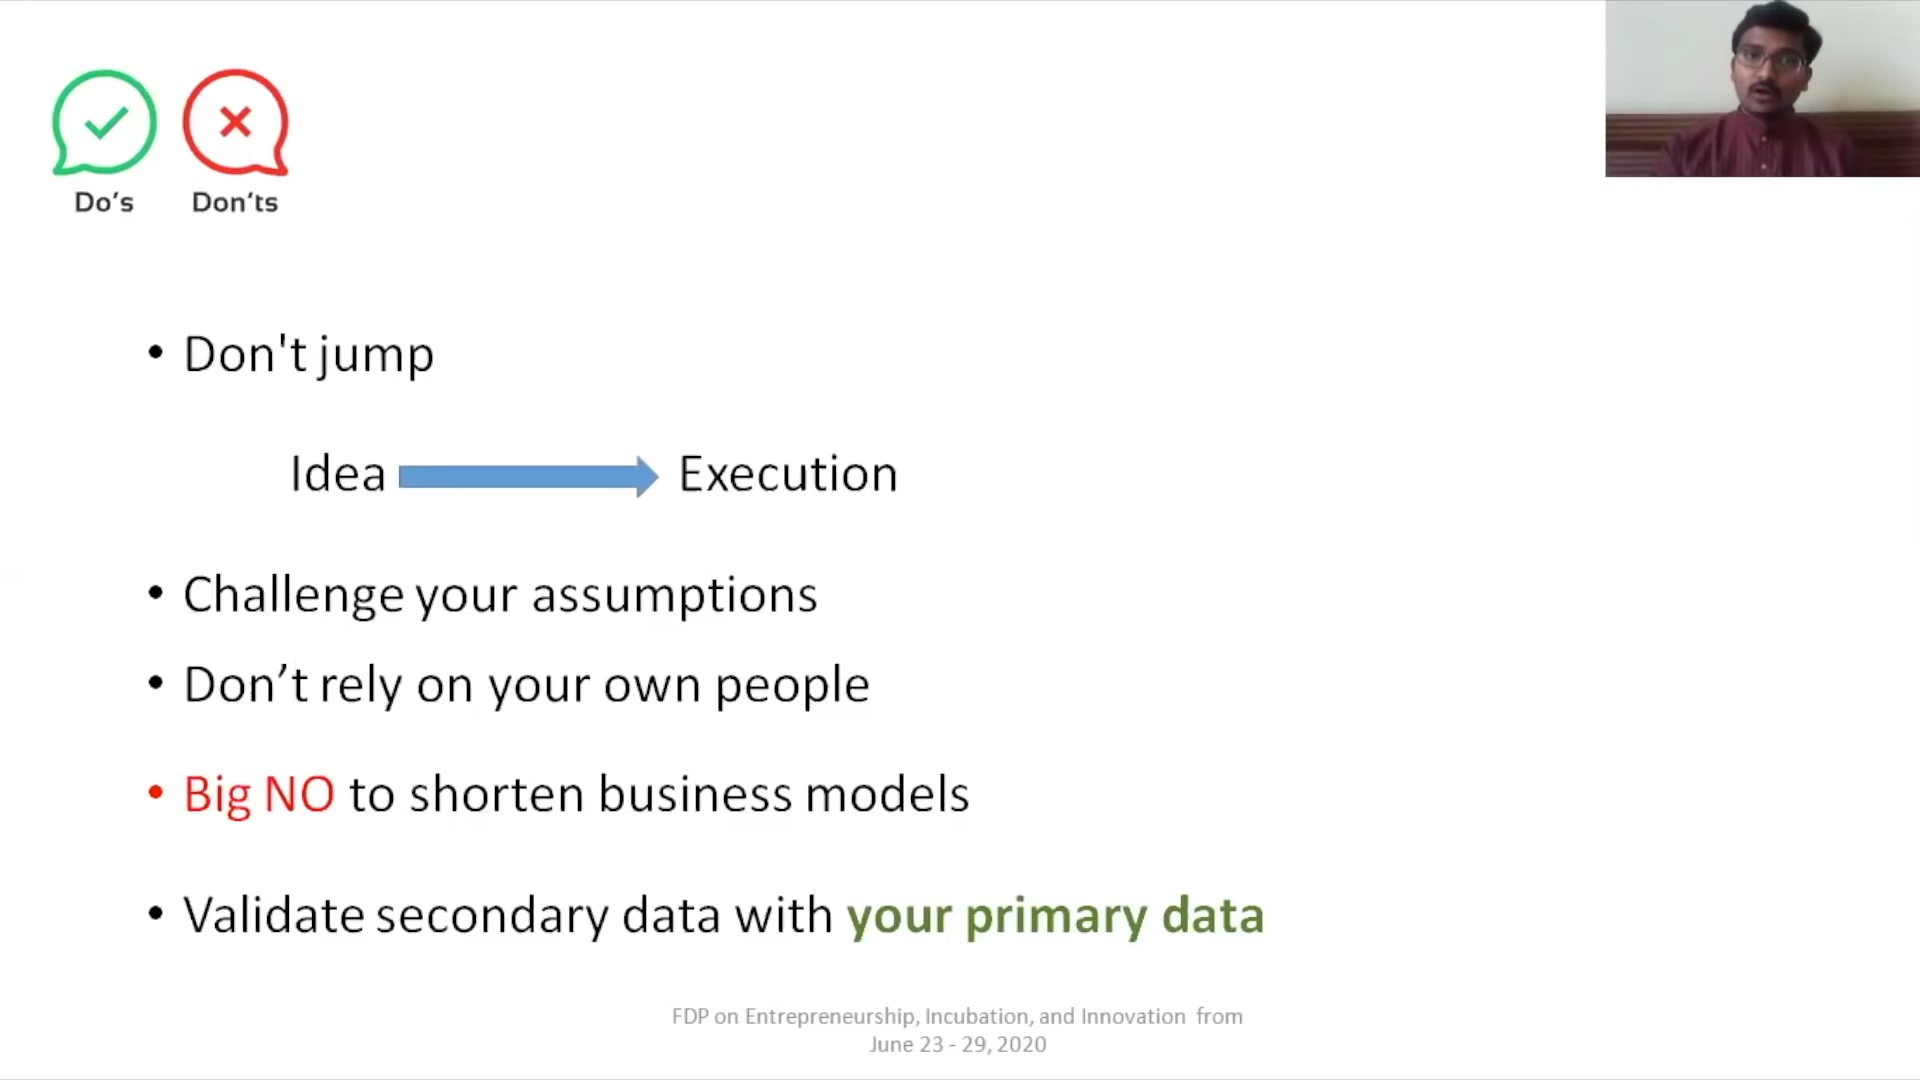 Do's Don'ts
• Don't jump
Idea Execution
• Challenge your assumptions
• Don’t rely on your own people
• Big NO to shorten business models
• Validate secondary data with your primary data
FDP on Entrepreneurship, Incubation, and Innovation from
June 23 - 29, 2020